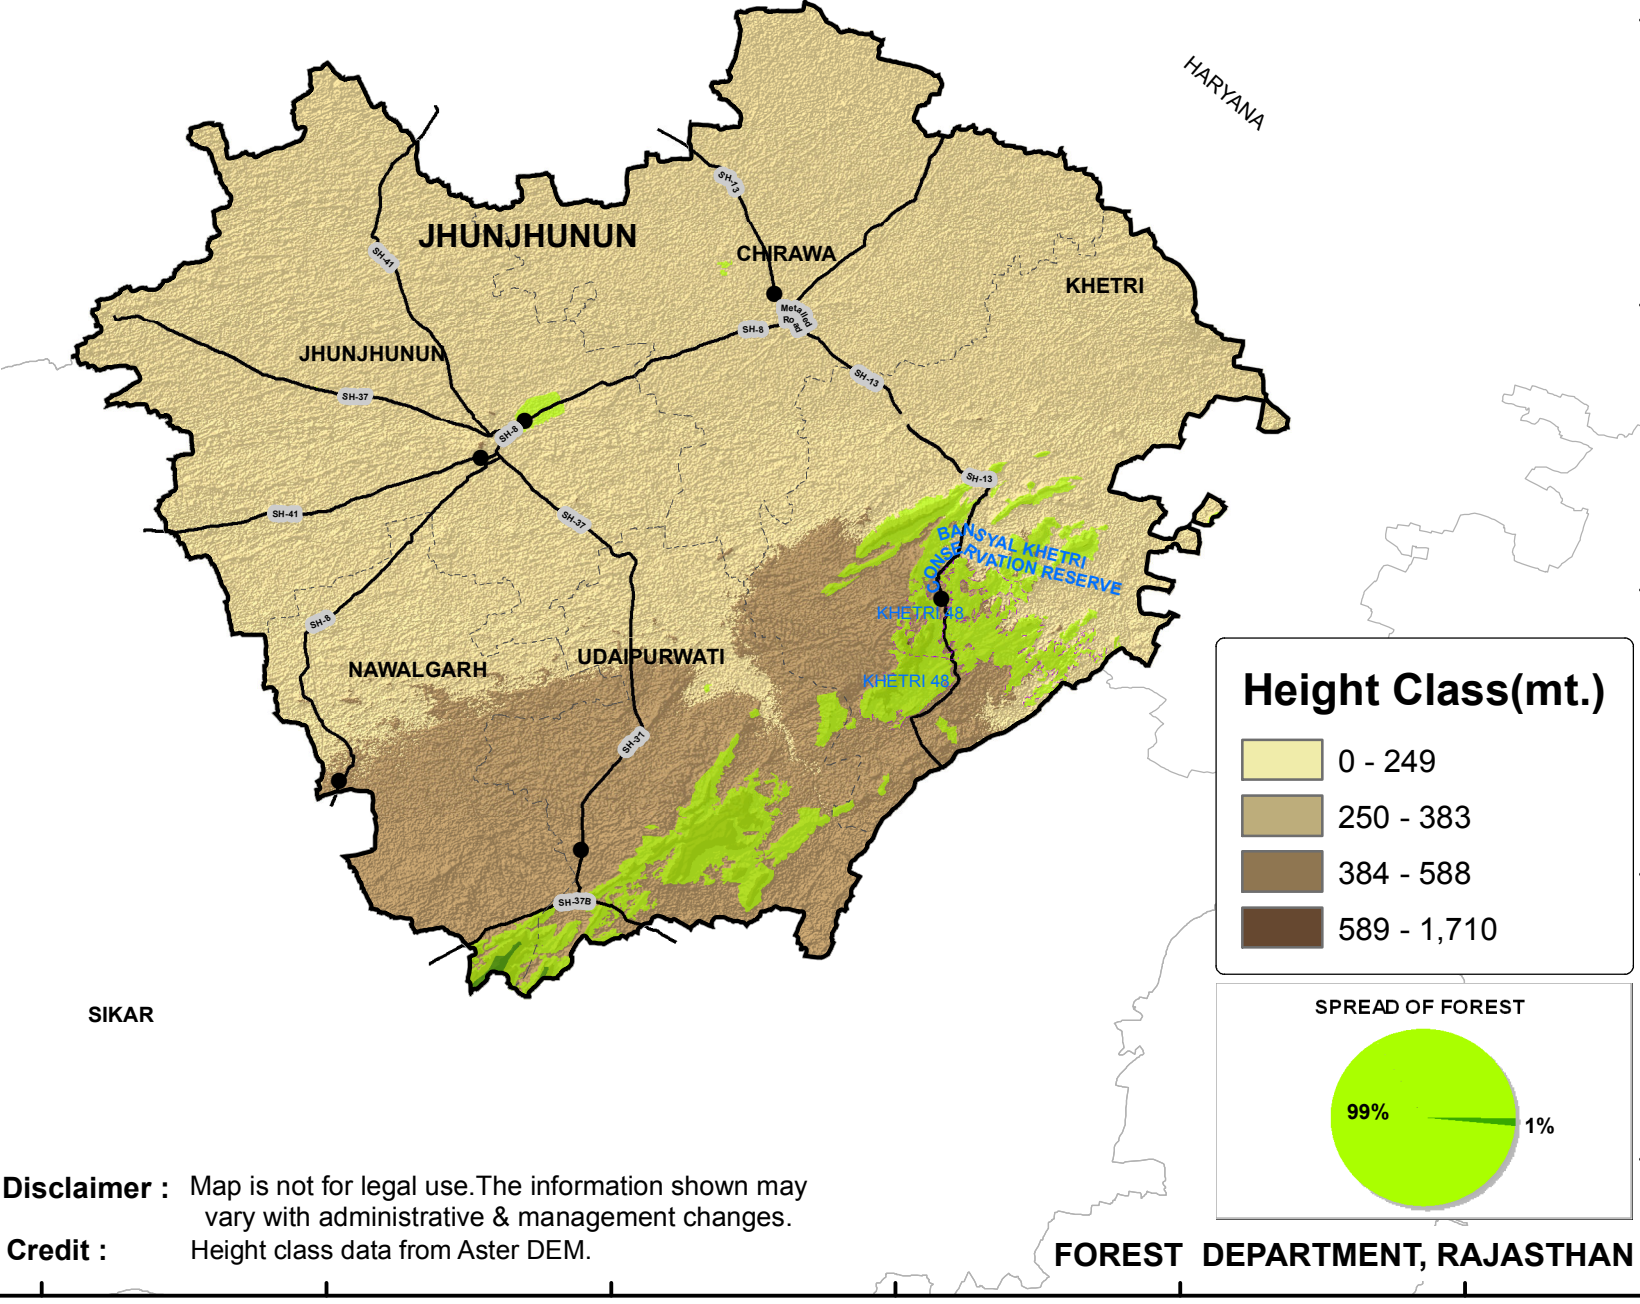 HARYANA
JHUNJHUNUN
SH-13
CHIRAWA
SH-41
KHETRI
Metalled
Road
SH-8
JHUNJHUNUN
SH-13
SH-37
SH-8
SH-13
SH-41
SH-37
BANSYAL KHETRI
CONSERVATION RESERVE
KHETRI 48
SH-8
UDAIPURWATI
NAWALGARH
KHETRI 48
SH-31
SH-37B
SIKAR
Height Class(mt.)
0 - 249
250 - 383
384 - 588
589 - 1,710
SPREAD OF FOREST
99%
1%
Disclaimer : Map is not for legal use.The information shown may
vary with administrative & management changes.
Credit : Height class data from Aster DEM.
FOREST DEPARTMENT, RAJASTHAN